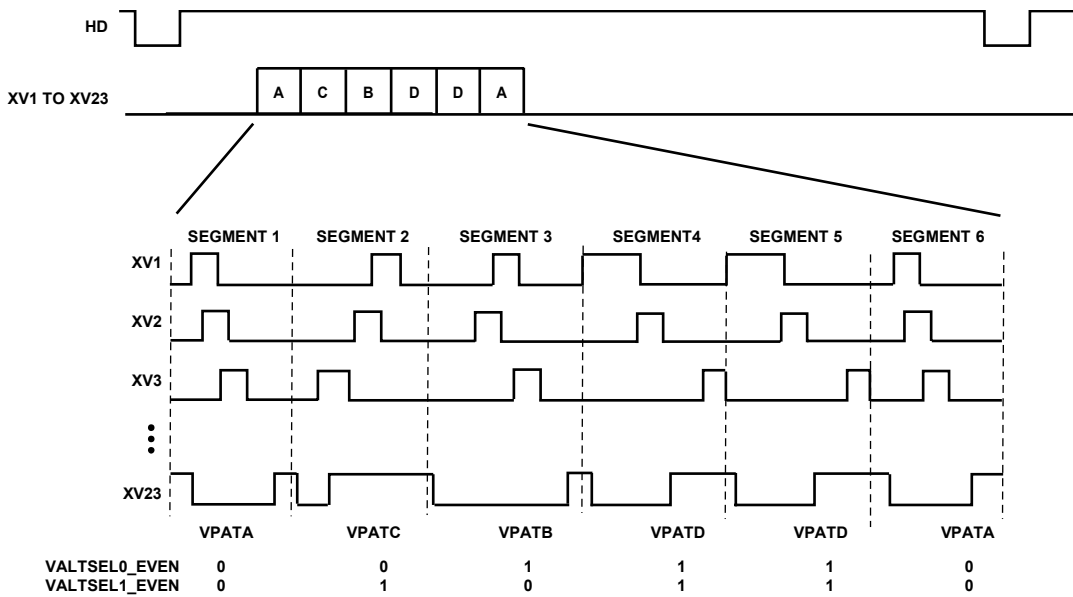 HD
XV1 TO XV23
A C B D D A
SEGMENT 1 SEGMENT 2 SEGMENT 3 SEGMENT4 SEGMENT 5 SEGMENT 6
XV1
XV2
XV3
XV23
VPATA VPATC VPATB VPATD VPATD VPATA
VALTSEL0_EVEN 0 0 1 1 1 0
VALTSEL1_EVEN 0 1 0 1 1 0